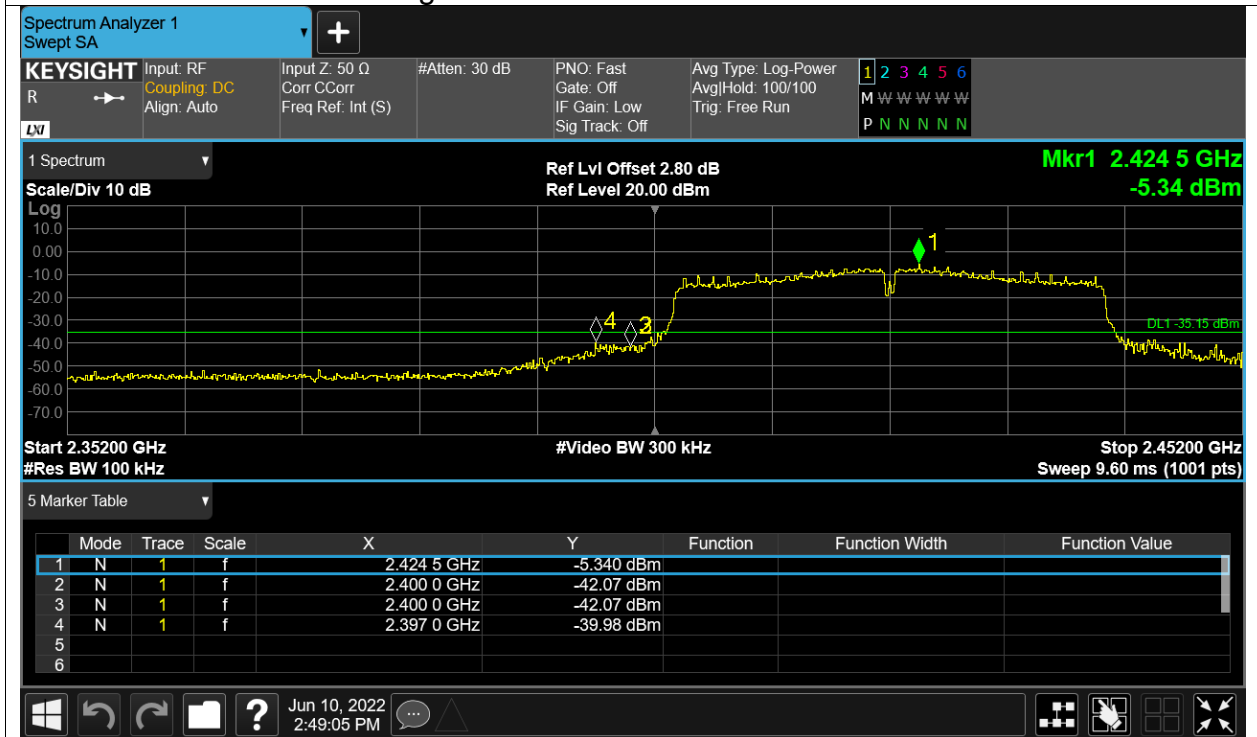 Spectrum Analyzer 1
Swept SA
KEYSIGHT
R
LXI
Input: RF
Coupling: DC
Align: Auto
Input Z: 50 Ω
Corr CCorr
Freq Ref: Int (S)
#Atten: 30 dB
PNO: Fast
Gate: Off
IF Gain: Low
Sig Track: Off
Avg Type: Log-Power
Avg|Hold: 100/100
Trig: Free Run
1 2 3 4 5 6
M W W W W W
P N N N N N
1 Spectrum
Scale/Div 10 dB
Log
Ref Lvl Offset 2.80 dB
Ref Level 20.00 dBm
Mkr1 2.424 5 GHz
-5.34 dBm
10.0
0.00
-10.0
-20.0
-30.0
-40.0
-50.0
-60.0
-70.0
1
4
DL1 -35.15 dBm
Start 2.35200 GHz
#Res BW 100 kHz
#Video BW 300 kHz
Stop 2.45200 GHz
Sweep 9.60 ms (1001 pts)
5 Marker Table
Mode Trace Scale X Y Function Function Width Function Value
1 N 1 f 2.424 5 GHz -5.340 dBm
2 N 1 f 2.400 0 GHz -42.07 dBm
3 N 1 f 2.400 0 GHz -42.07 dBm
4 N 1 f 2.397 0 GHz -39.98 dBm
5
6
?
Jun 10, 2022
2:49:05 PM